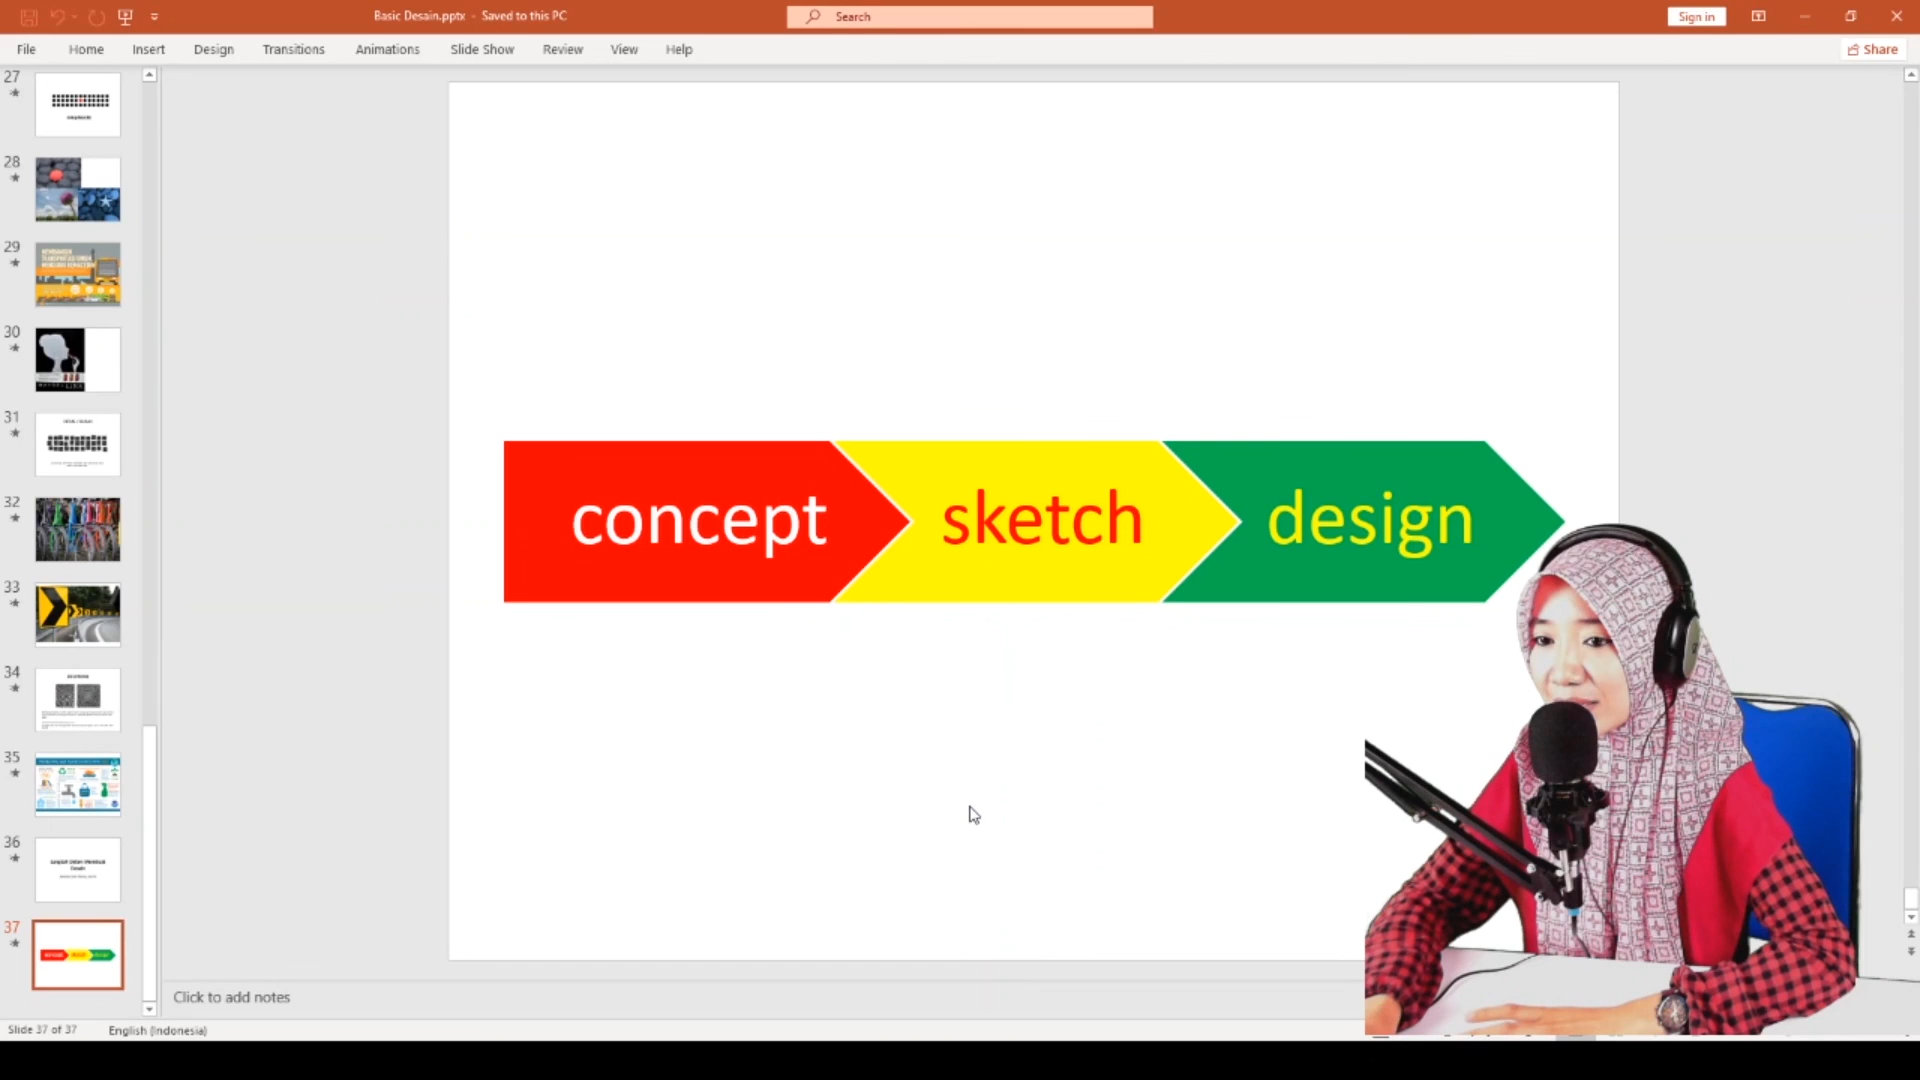 Basic Desain.pptx - Saved to this PC
Search
Sign in
File Home Insert Design Transitions Animations Slide Show Review View Help
Share
27
28
29
30
31
32
33
34
35
36
37
concept sketch design
Click to add notes
Slide 37 of 37 English (Indonesia)